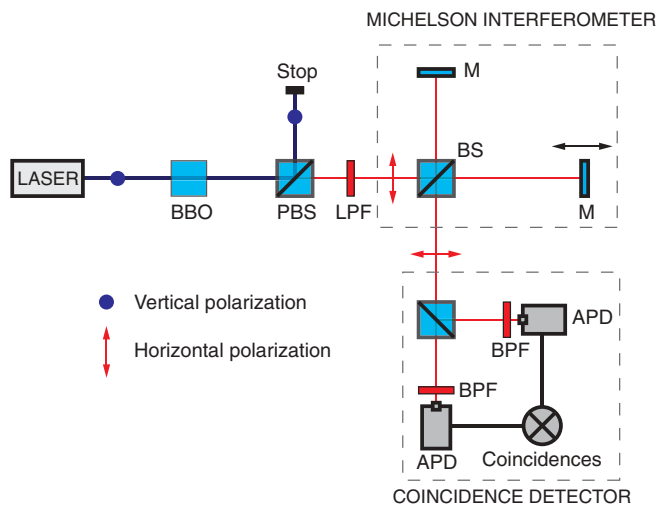 MICHELSON INTERFEROMETER
Stop
M
BS
LASER
BBO
PBS
LPF
M
Vertical polarization
Horizontal polarization
APD
BPF
BPF
APD
Coincidences
COINCIDENCE DETECTOR